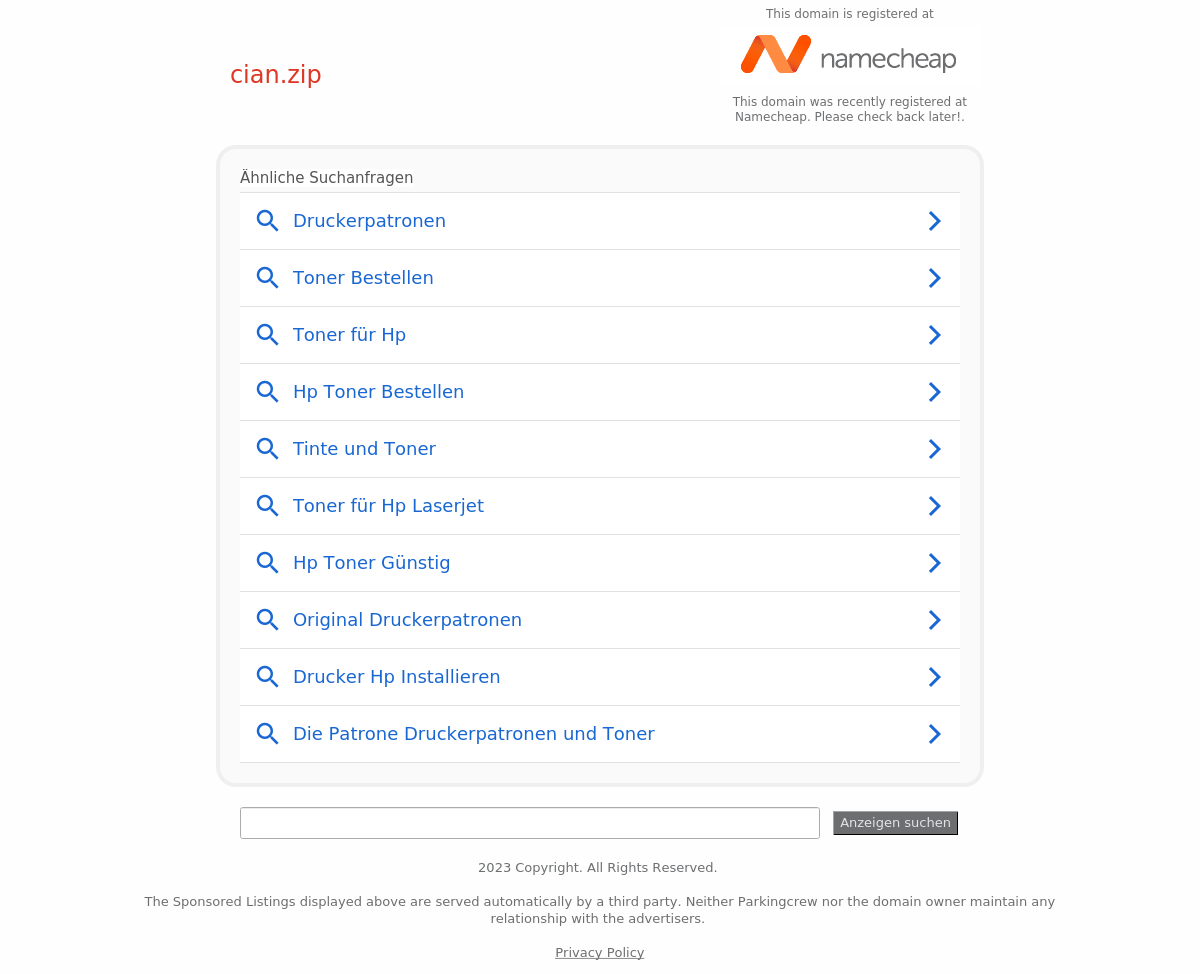 This domain is registered at
namecheap
cian.zip
This domain was recently registered at
Namecheap. Please check back later!.
Ähnliche Suchanfragen
Druckerpatronen
Toner Bestellen
Toner für Hp
Hp Toner Bestellen
Tinte und Toner
Toner für Hp Laserjet
Hp Toner Günstig
Original Druckerpatronen
Drucker Hp Installieren
Die Patrone Druckerpatronen und Toner
Anzeigen suchen
2023 Copyright. All Rights Reserved.
The Sponsored Listings displayed above are served automatically by a third party. Neither Parkingcrew nor the domain owner maintain any
relationship with the advertisers.
Privacy Policy